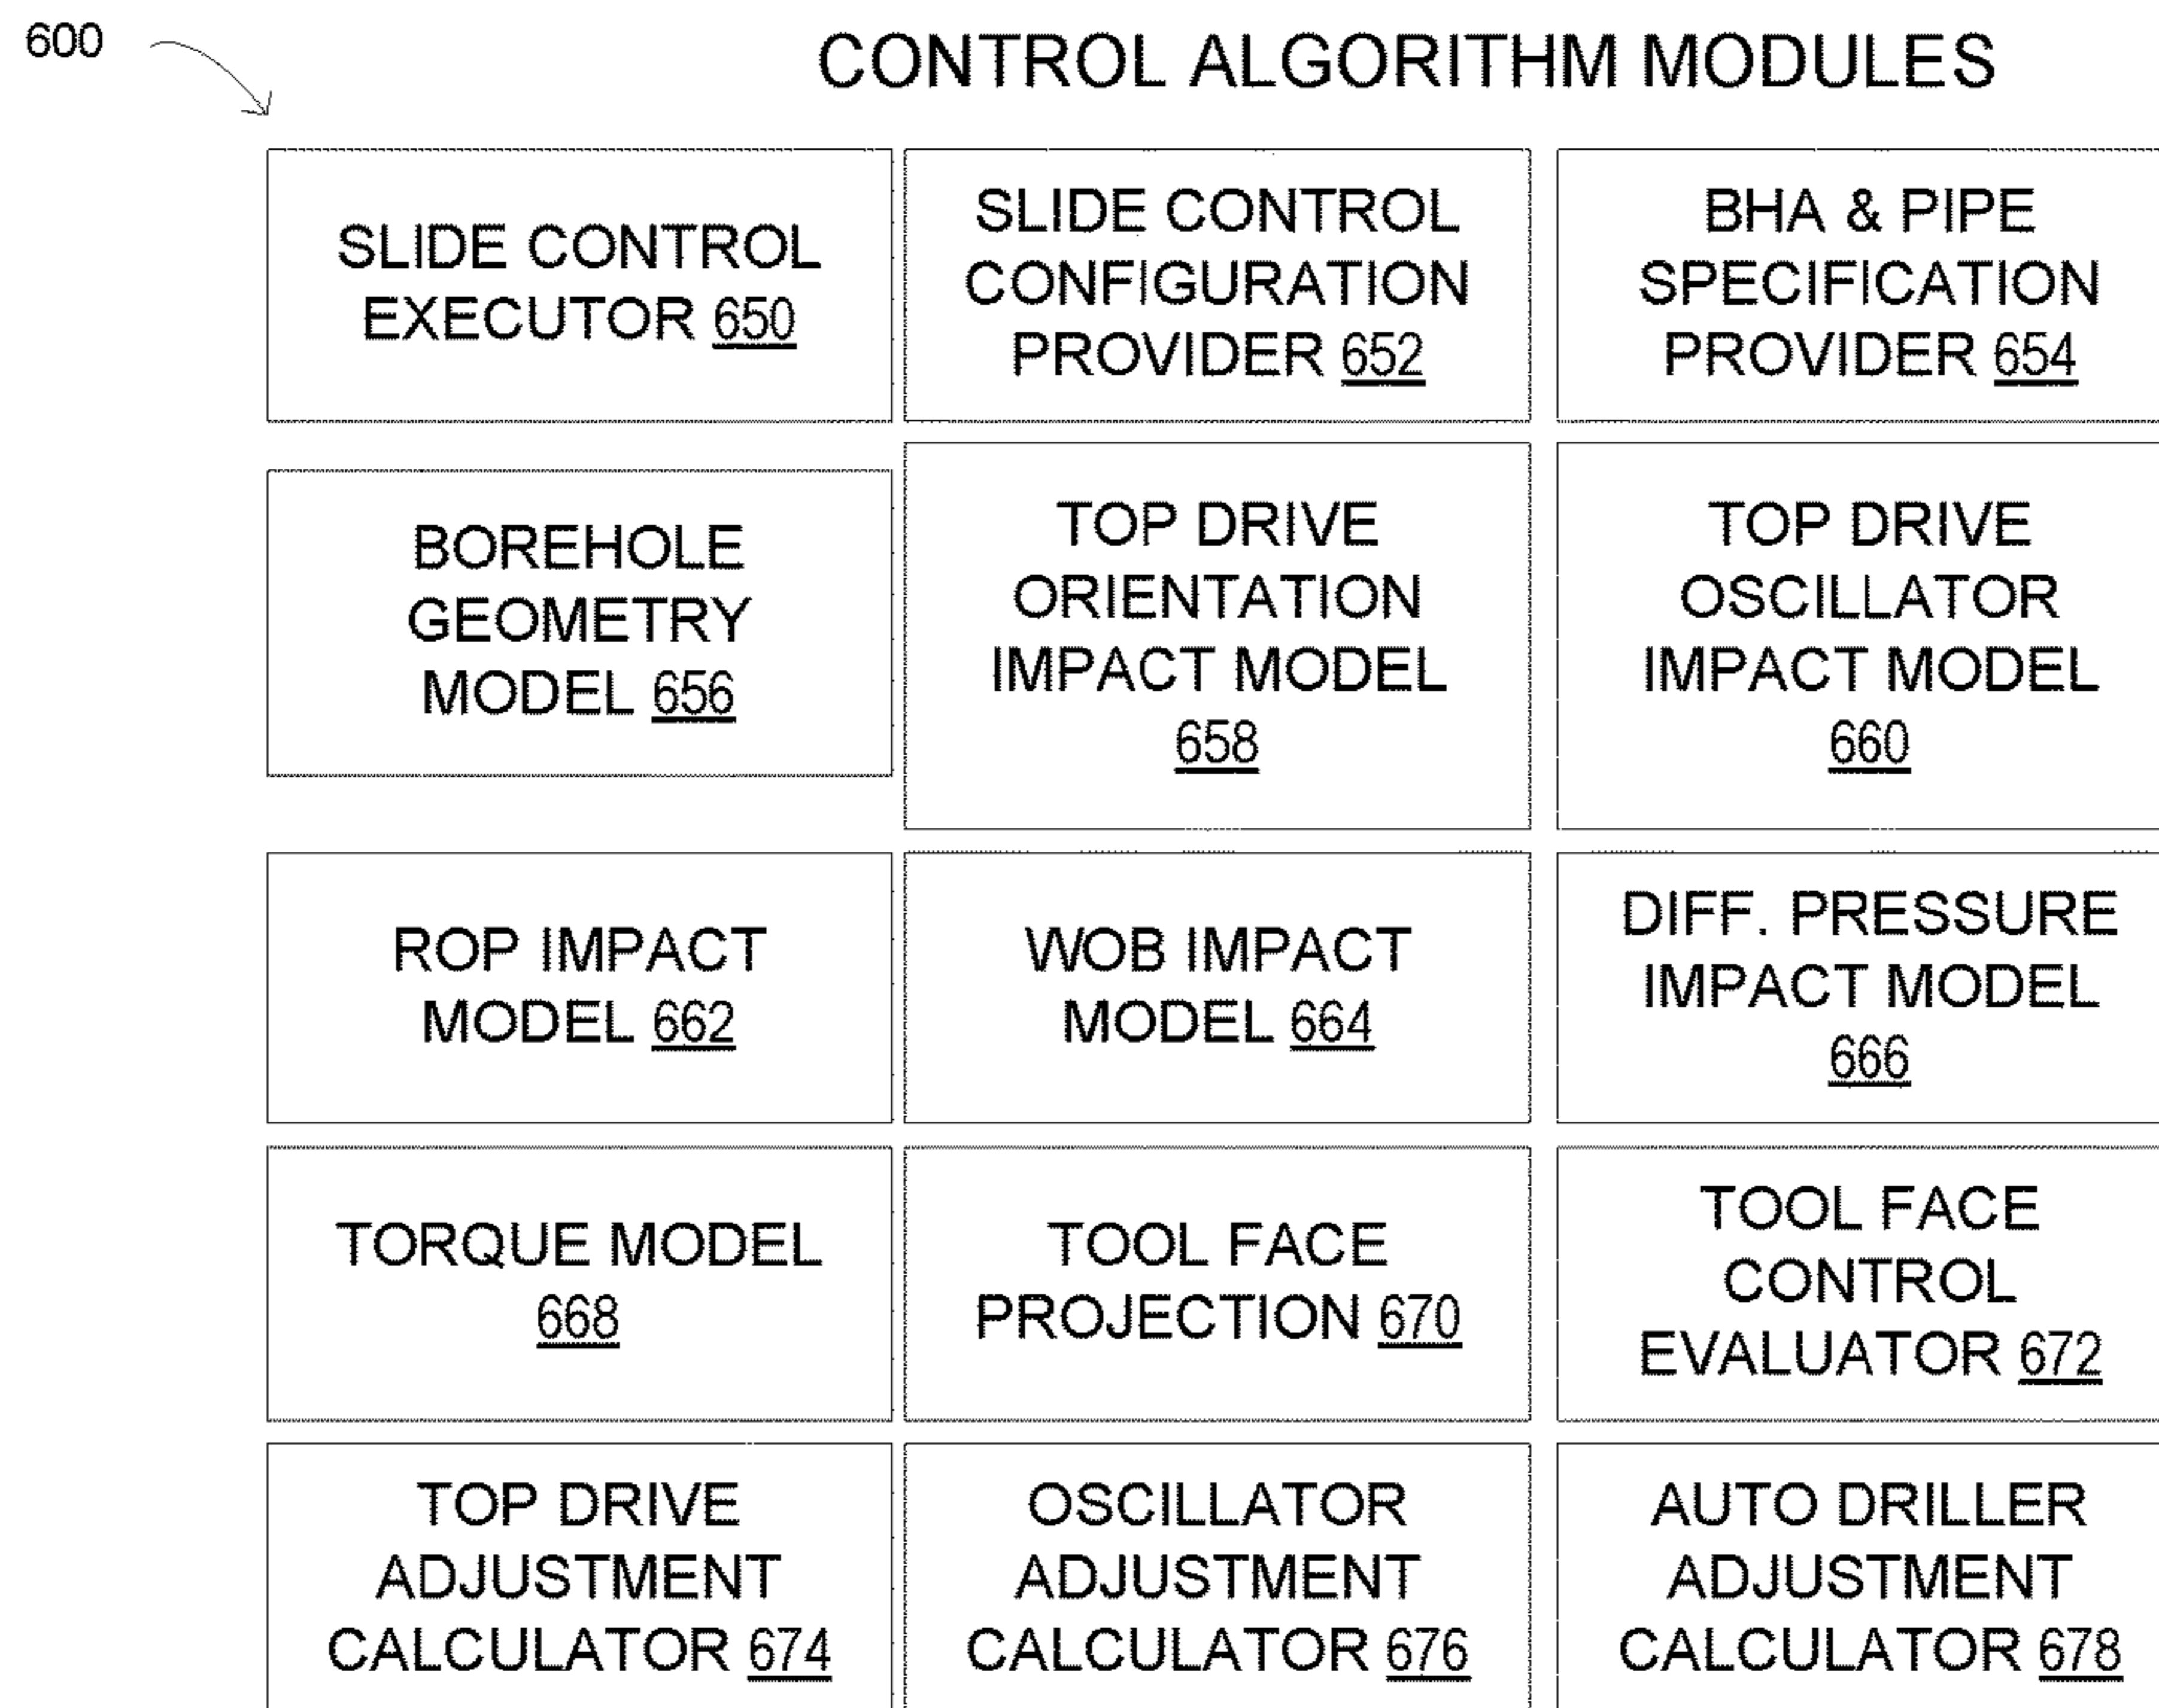 600
CONTROL ALGORITHM MODULES
SLIDE CONTROL
EXECUTOR 650
SLIDE CONTROL
CONFIGURATION
PROVIDER 652
BHA & PIPE
SPECIFICATION
PROVIDER 654
BOREHOLE
GEOMETRY
MODEL 656
TOP DRIVE
ORIENTATION
IMPACT MODEL
658
TOP DRIVE
OSCILLATOR
IMPACT MODEL
660
ROP IMPACT
MODEL 662
WOB IMPACT
MODEL 664
DIFF. PRESSURE
IMPACT MODEL
666
TORQUE MODEL
668
TOOL FACE
PROJECTION 670
TOOL FACE
CONTROL
EVALUATOR 672
TOP DRIVE
ADJUSTMENT
CALCULATOR 674
OSCILLATOR
ADJUSTMENT
CALCULATOR 676
AUTO DRILLER
ADJUSTMENT
CALCULATOR 678